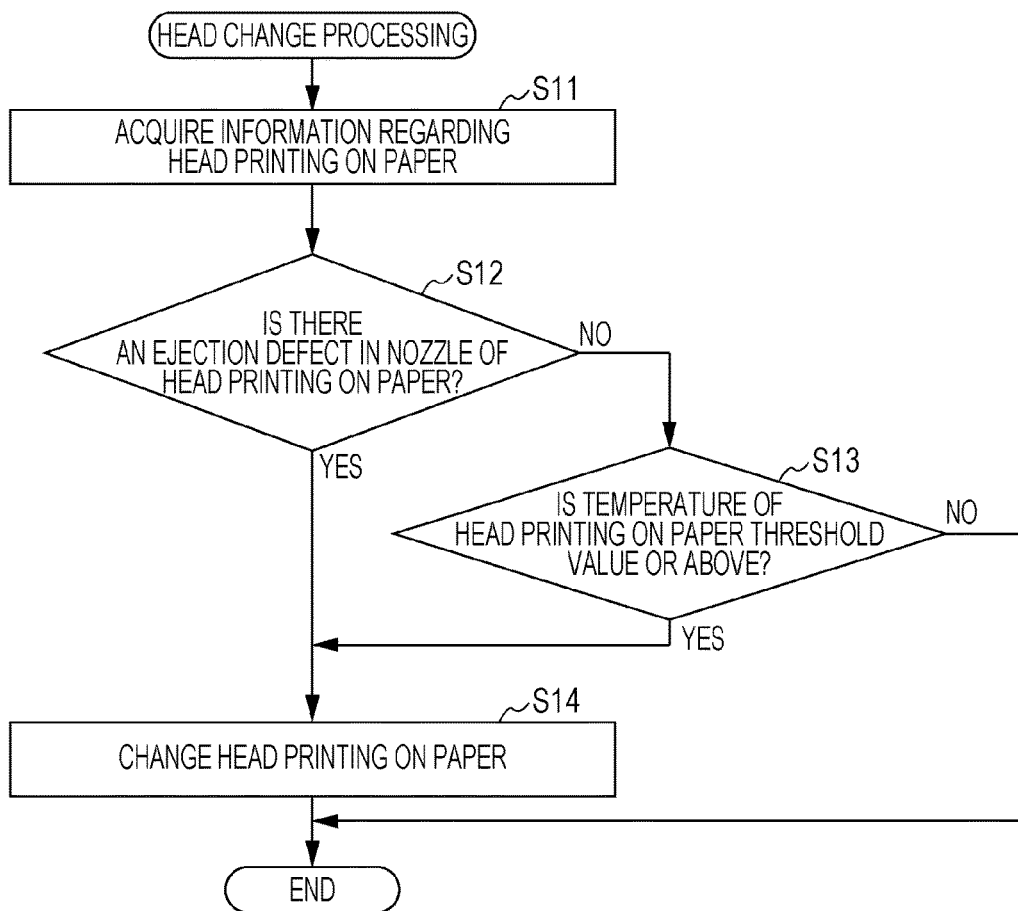 HEAD CHANGE PROCESSING
S11
ACQUIRE INFORMATION REGARDING
HEAD PRINTING ON PAPER
S12
IS THERE
AN EJECTION DEFECT IN NOZZLE OF
HEAD PRINTING ON PAPER?
NO
YES
S13
IS TEMPERATURE OF
HEAD PRINTING ON PAPER THRESHOLD
VALUE OR ABOVE?
NO
YES
S14
CHANGE HEAD PRINTING ON PAPER
END